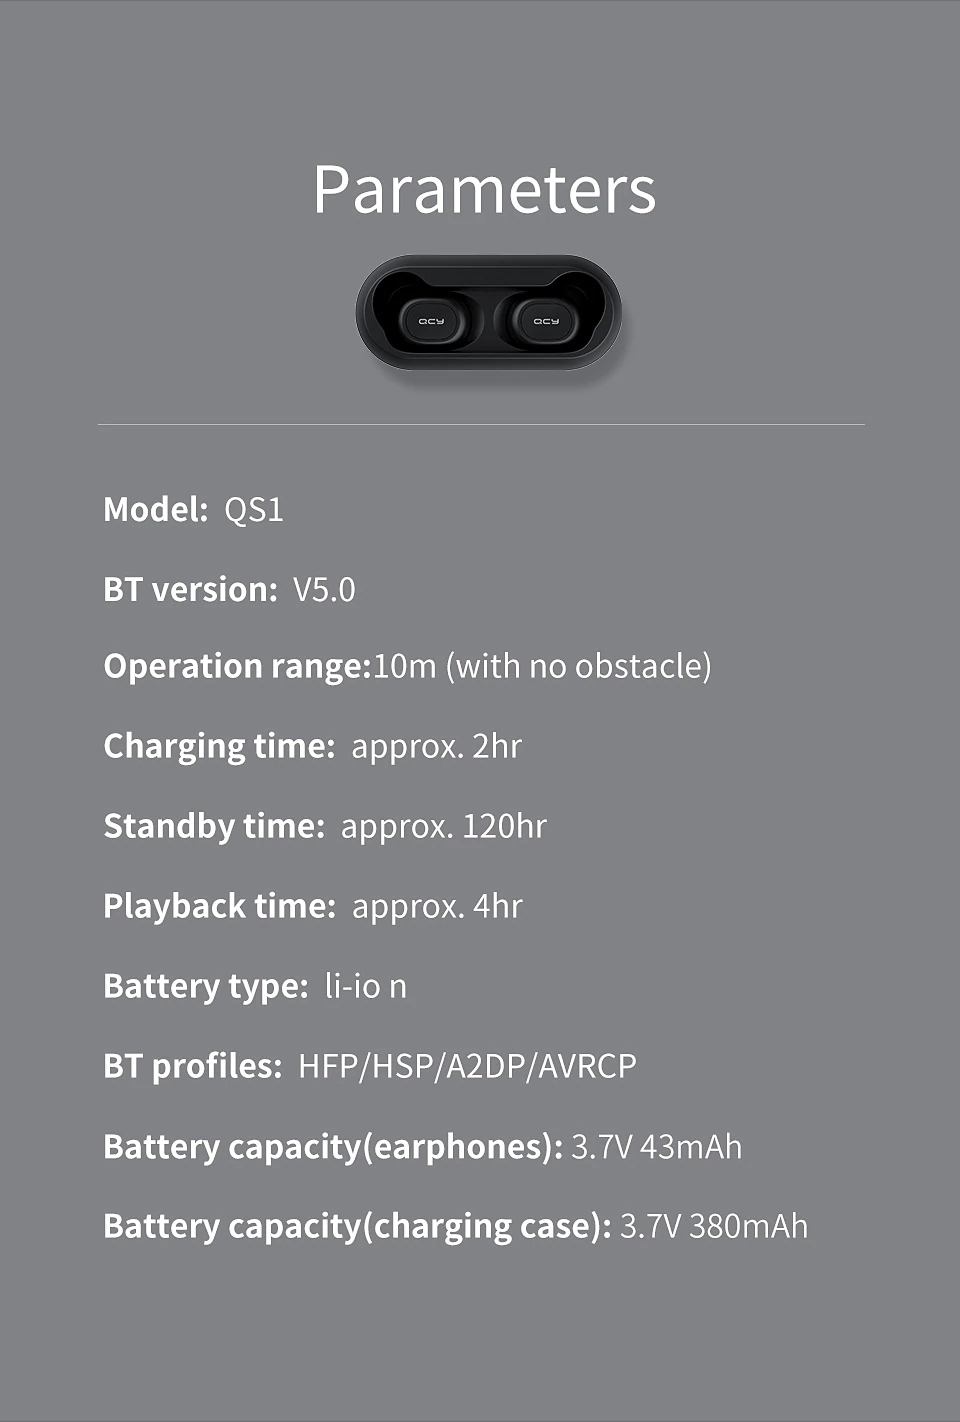 Parameters
QCY QCY
Model: QS1
BT version: V5.0
Operation range:10m (with no obstacle)
Charging time: approx. 2hr
Standby time: approx. 120hr
Playback time: approx. 4hr
Battery type: li-io n
BT profiles: HFP/HSP/A2DP/AVRCP
Battery capacity(earphones): 3.7V 43mAh
Battery capacity(charging case): 3.7V 380mAh